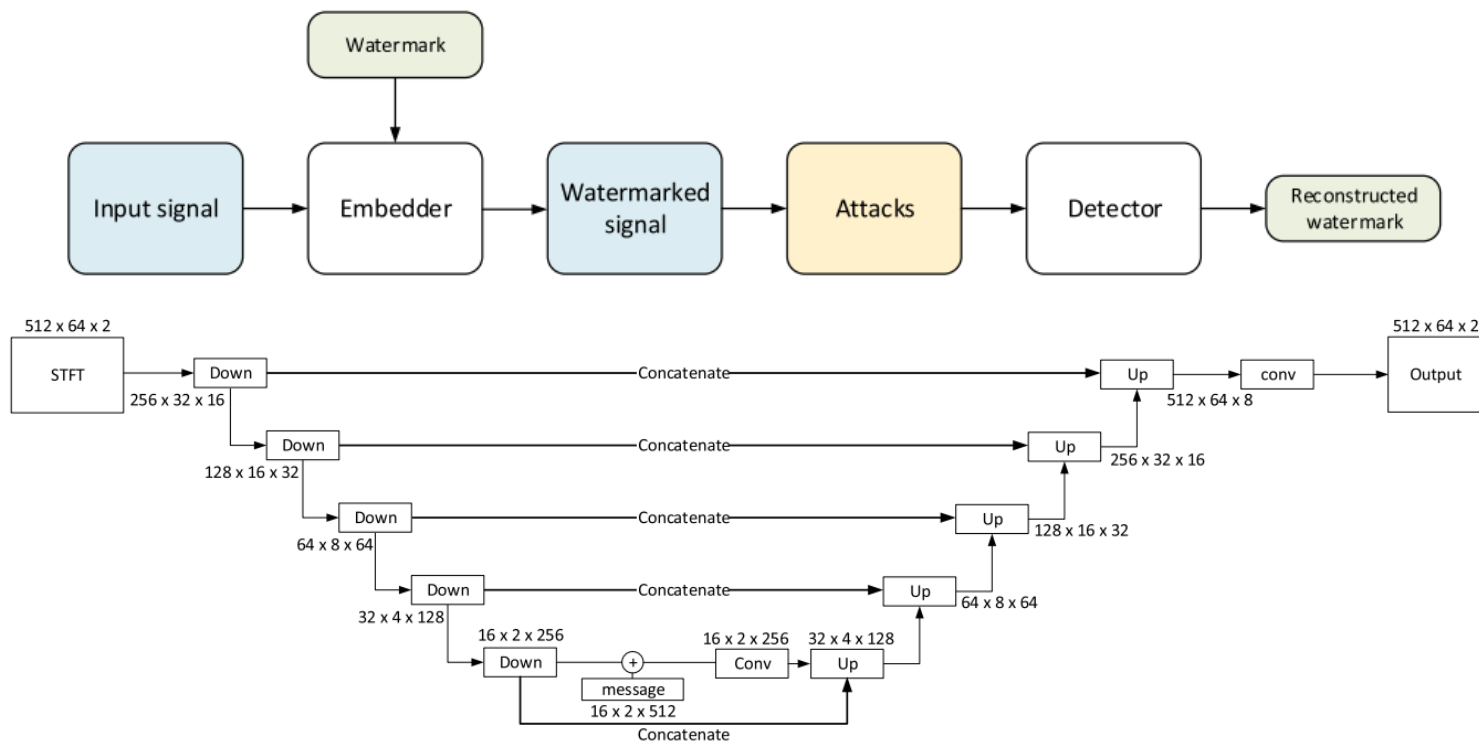 Watermark
Input signal
Embedder
Watermarked
signal
Attacks
Detector
Reconstructed
watermark
512 x 64 x 2
STFT
Down
256 x 32 x 16
Concatenate
Up
512 x 64 x 8
conv
512 x 64 x 2
Output
Down
128 x 16 x 32
Concatenate
Up
256 x 32 x 16
Down
64 x 8 x 64
Concatenate
Up
128 x 16 x 32
Down
32 x 4 x 128
Concatenate
Up
64 x 8 x 64
16 x 2 x 256
Down
+
message
16 x 2 x 512
16 x 2 x 256
Conv
32 x 4 x 128
Up
Concatenate